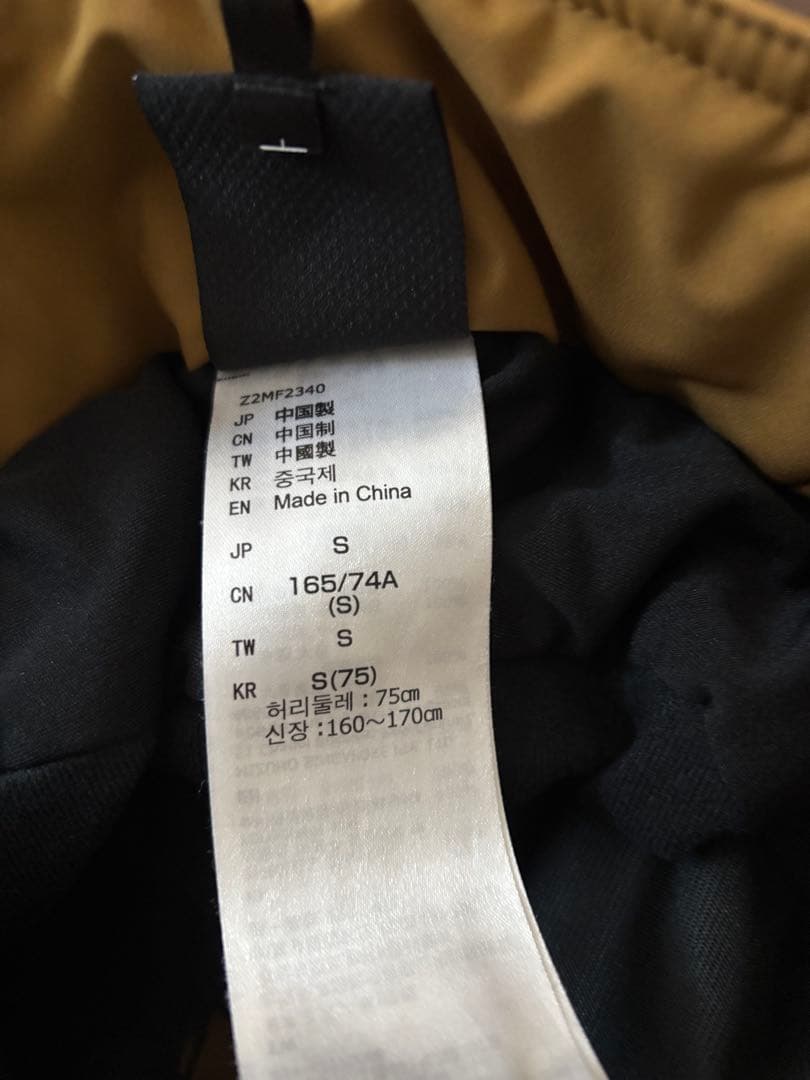 Z2MF2340
JP 中国製
CN 中国制
TW 中國製
KR 중국제
EN Made in China
JP S
CN 165/74A
(S)
TW S
KR S(75)
허리둘레 : 75㎝
신장 :160～170㎝